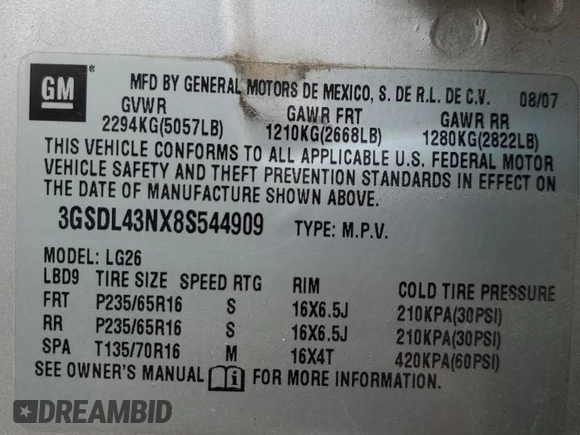 GM ®
MFD BY GENERAL MOTORS DE MEXICO, S. DE R.L. DE C.V. 08/07
GVWR GAWR FRT GAWR RR
2294KG(5057LB) 1210KG(2668LB) 1280KG(2822LB)
THIS VEHICLE CONFORMS TO ALL APPLICABLE U.S. FEDERAL MOTOR
VEHICLE SAFETY AND THEFT PREVENTION STANDARDS IN EFFECT ON
THE DATE OF MANUFACTURE SHOWN ABOVE.
3GSDL43NX8S544909 TYPE: M.P.V.
MODEL: LG26
LBD9 TIRE SIZE SPEED RTG RIM COLD TIRE PRESSURE
FRT P235/65R16 S 16X6.5J 210KPA(30PSI)
RR P235/65R16 S 16X6.5J 210KPA(30PSI)
SPA T135/70R16 M 16X4T 420KPA(60PSI)
SEE OWNER'S MANUAL i FOR MORE INFORMATION.
DREAMBID